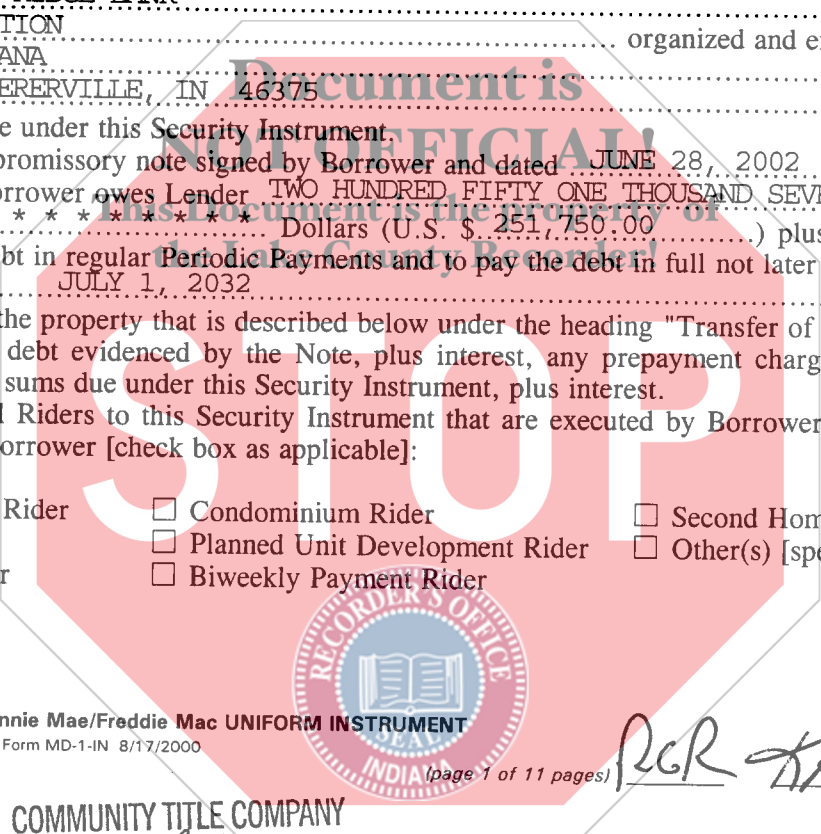 TION organized and e
ANA
ERERVILLE, IN 46375
Document is
e under this Security Instrument.
NOT OFFICIAL!
promissory note signed by Borrower and dated JUNE 28, 2002
orrower owes Lender TWO HUNDRED FIFTY ONE THOUSAND SEVE
This Document is the property of
* * * * * * * * Dollars (U.S. $ 251,750.00 ) plus
the Lake County Recorder!
bt in regular Periodic Payments and to pay the debt in full not later
JULY 1, 2032
the property that is described below under the heading "Transfer of
debt evidenced by the Note, plus interest, any prepayment charg
sums due under this Security Instrument, plus interest.
l Riders to this Security Instrument that are executed by Borrower
orrower [check box as applicable]:
STOP
Rider ☐ Condominium Rider ☐ Second Hom
☐ Planned Unit Development Rider ☐ Other(s) [spe
r ☐ Biweekly Payment Rider
RECORDER'S OFFICE
SEAL
INDIANA
nnie Mae/Freddie Mac UNIFORM INSTRUMENT
Form MD-1-IN 8/17/2000
(page 1 of 11 pages) RGR
COMMUNITY TITLE COMPANY